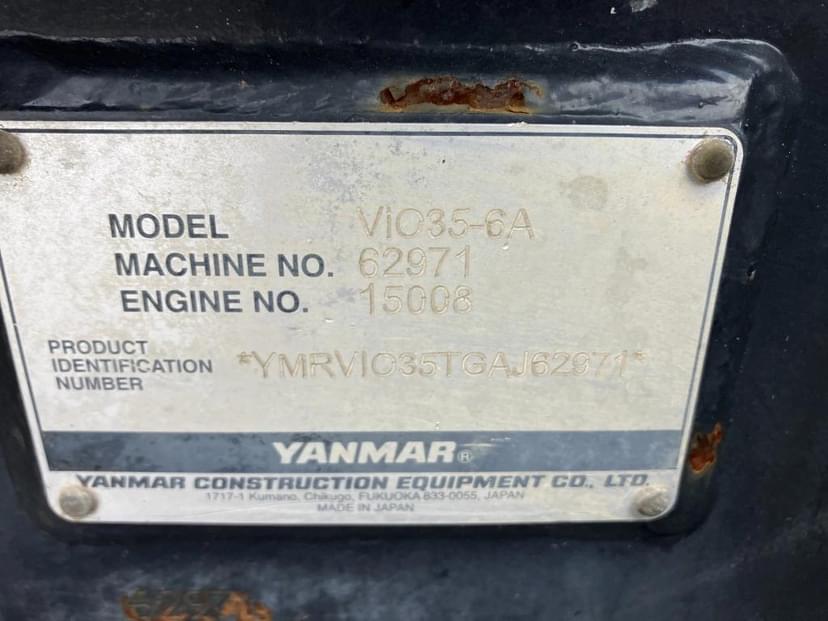 MODEL ViO35-6A
MACHINE NO. 62971
ENGINE NO. 15008
PRODUCT
IDENTIFICATION
NUMBER
*YMRVIO35TGAJ62971*
YANMAR®
YANMAR CONSTRUCTION EQUIPMENT CO., LTD.
1717-1 Kumano, Chikugo, FUKUOKA 833-0055, JAPAN
MADE IN JAPAN